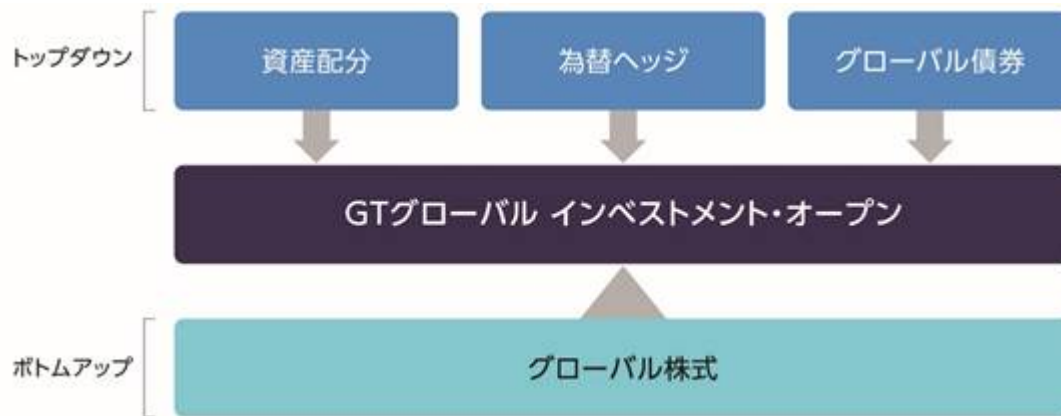 トップダウン
資産配分
為替ヘッジ
グローバル債券
GTグローバル インベストメント・オープン
ボトムアップ
グローバル株式